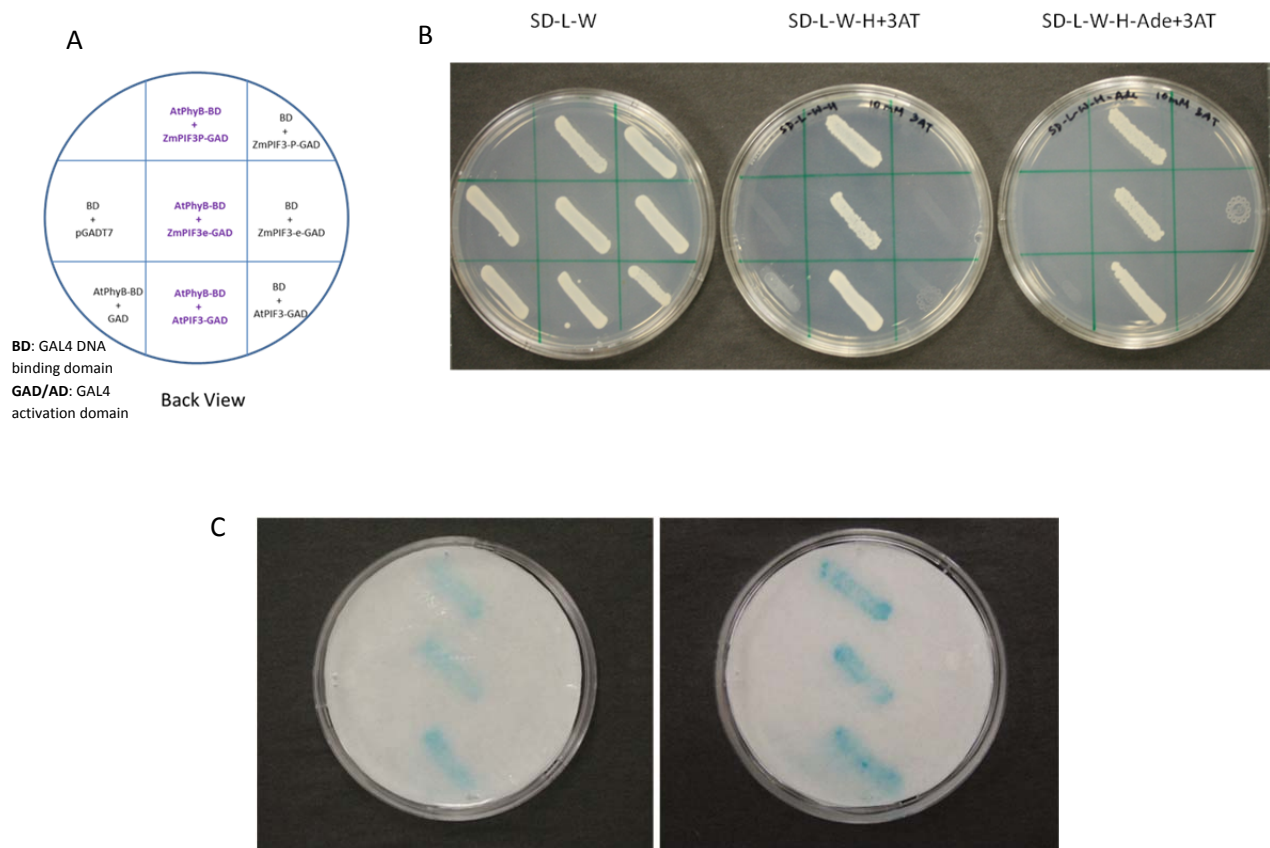 A
AtPhyB-BD
+
ZmPIF3P-GAD
BD
+
ZmPIF3-P-GAD
BD
+
pGADT7
AtPhyB-BD
+
ZmPIF3e-GAD
BD
+
ZmPIF3-e-GAD
AtPhyB-BD
+
GAD
AtPhyB-BD
+
AtPIF3-GAD
BD
+
AtPIF3-GAD
BD: GAL4 DNA
binding domain
GAD/AD: GAL4
activation domain
Back View
B
SD-L-W
SD-L-W-H+3AT
SD-L-W-H-Ade+3AT
SD-L-W-H 10mM 3AT
SD-L-W-H-Ade 10mM 3AT
C